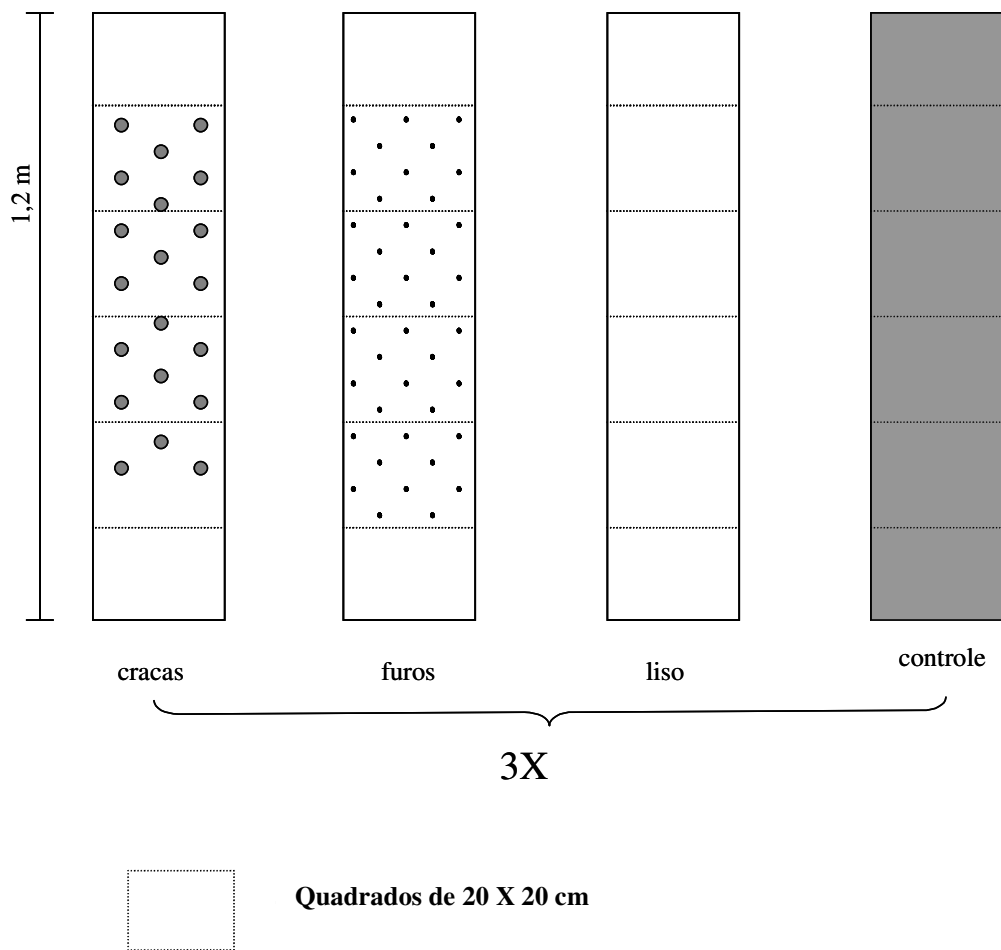 1,2 m
cracas
furos
liso
controle
3X
Quadrados de 20 X 20 cm